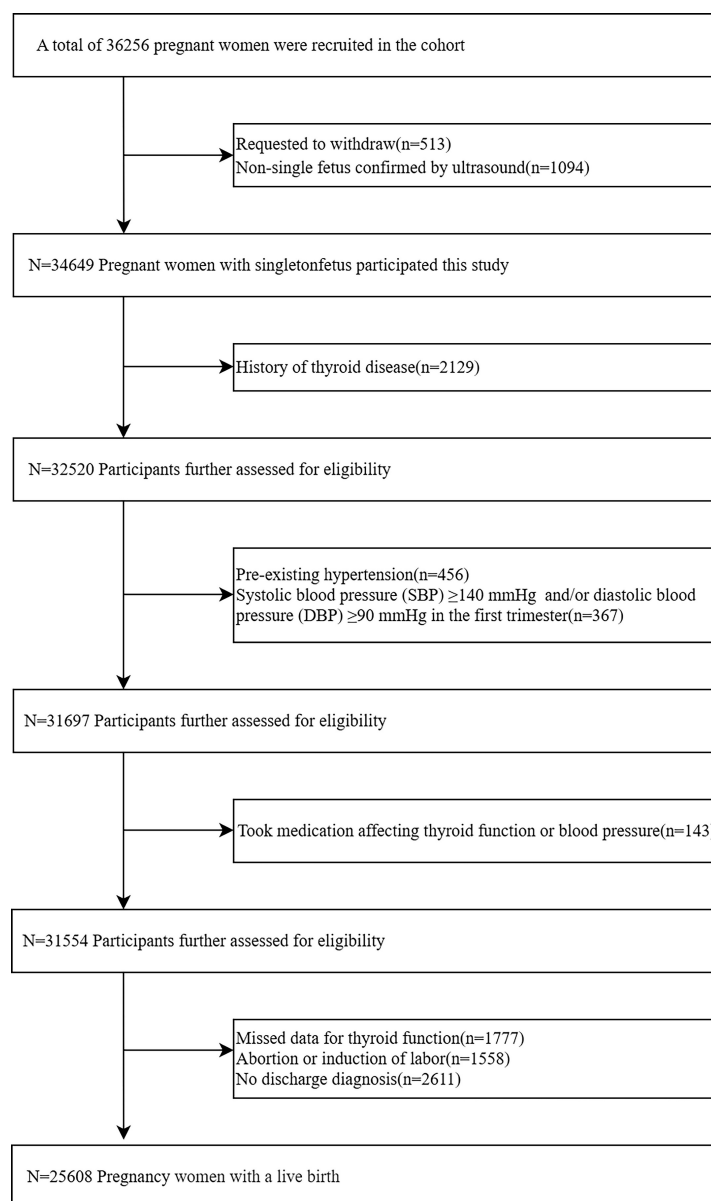 A total of 36256 pregnant women were recruited in the cohort
Requested to withdraw(n=513)
Non-single fetus confirmed by ultrasound(n=1094)
N=34649 Pregnant women with singletonfetus participated this study
History of thyroid disease(n=2129)
N=32520 Participants further assessed for eligibility
Pre-existing hypertension(n=456)
Systolic blood pressure (SBP) ≥140 mmHg and/or diastolic blood
pressure (DBP) ≥90 mmHg in the first trimester(n=367)
N=31697 Participants further assessed for eligibility
Took medication affecting thyroid function or blood pressure(n=143)
N=31554 Participants further assessed for eligibility
Missed data for thyroid function(n=1777)
Abortion or induction of labor(n=1558)
No discharge diagnosis(n=2611)
N=25608 Pregnancy women with a live birth